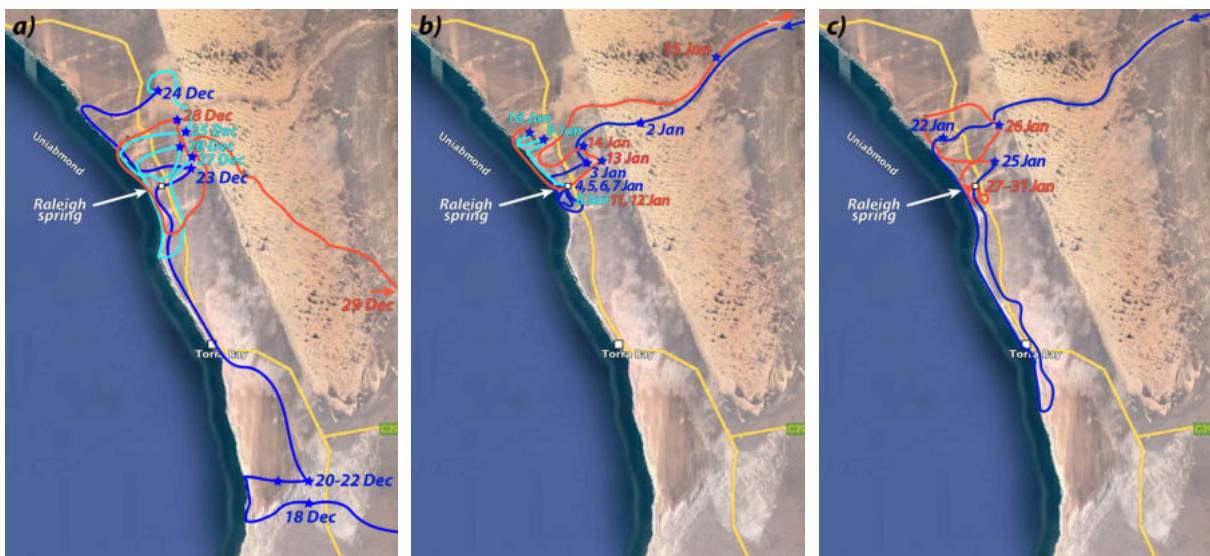 a)
24 Dec
28 Dec
25 Dec
26 Dec
27 Dec
23 Dec
Uniabmond
Raleigh
spring
29 Dec
Torra Bay
20-22 Dec
18 Dec
b)
15 Jan
2 Jan
10 Jan
9 Jan
14 Jan
13 Jan
3 Jan
Uniabmond
4,5,6,7 Jan
8 Jan 11, 12 Jan
Raleigh
spring
Torra Bay
c)
22 Jan
26 Jan
25 Jan
Uniabmond
27-31 Jan
Raleigh
spring
Torra Bay